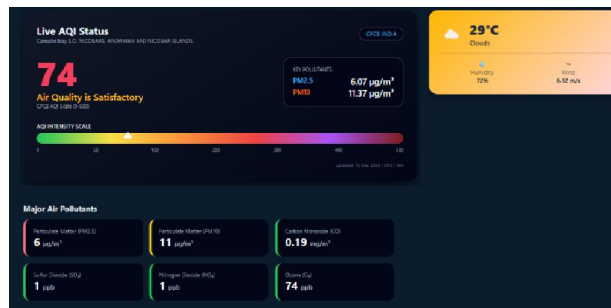 Live AQI Status
Campbell Bay S.O, NICOBARS, ANDAMAN AND NICOBAR ISLANDS
CPCB INDIA
74
Air Quality is Satisfactory
CPCB AQI Scale (0-500)
KEY POLLUTANTS
PM2.5 6.07 µg/m³
PM10 11.37 µg/m³
AQI INTENSITY SCALE
0 50 100 200 300 400 500
29°C
Clouds
Humidity
72%
Wind
6.12 m/s
Major Air Pollutants
Particulate Matter (PM2.5)
6 µg/m³
Particulate Matter (PM10)
11 µg/m³
Carbon Monoxide (CO)
0.19 mg/m³
Sulfur Dioxide (SO₂)
1 ppb
Nitrogen Dioxide (NO₂)
1 ppb
Ozone (O₃)
74 ppb